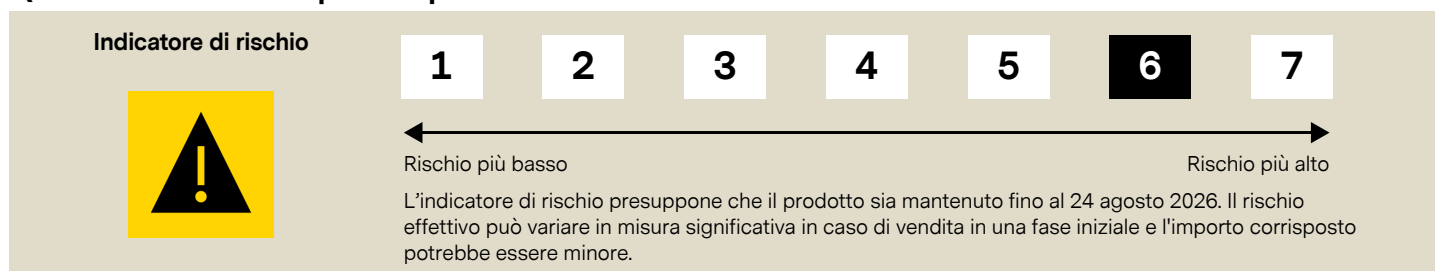 Indicatore di rischio
1 2 3 4 5 6 7
Rischio più basso Rischio più alto
L'indicatore di rischio presuppone che il prodotto sia mantenuto fino al 24 agosto 2026. Il rischio
effettivo può variare in misura significativa in caso di vendita in una fase iniziale e l'importo corrisposto
potrebbe essere minore.